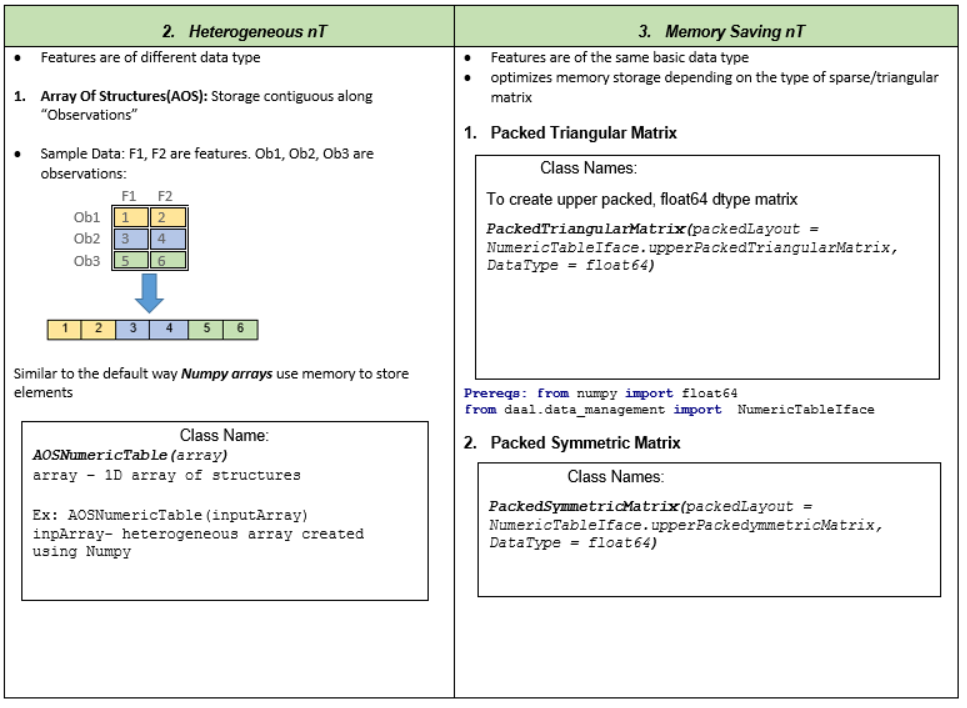 2. Heterogeneous nT
• Features are of different data type
1. Array Of Structures(AOS): Storage contiguous along
“Observations”
• Sample Data: F1, F2 are features. Ob1, Ob2, Ob3 are
observations:
F1 F2
Ob1 1 2
Ob2 3 4
Ob3 5 6
1 2 3 4 5 6
Similar to the default way Numpy arrays use memory to store
elements
Class Name:
AOSNumericTable(array)
array – 1D array of structures
Ex: AOSNumericTable(inputArray)
inpArray- heterogeneous array created
using Numpy
3. Memory Saving nT
• Features are of the same basic data type
• optimizes memory storage depending on the type of sparse/triangular
matrix
1. Packed Triangular Matrix
Class Names:
To create upper packed, float64 dtype matrix
PackedTriangularMatrix(packedLayout =
NumericTableIface.upperPackedTriangularMatrix,
DataType = float64)
Prereqs: from numpy import float64
from daal.data_management import NumericTableIface
2. Packed Symmetric Matrix
Class Names:
PackedSymmetricMatrix(packedLayout =
NumericTableIface.upperPackedymmetricMatrix,
DataType = float64)